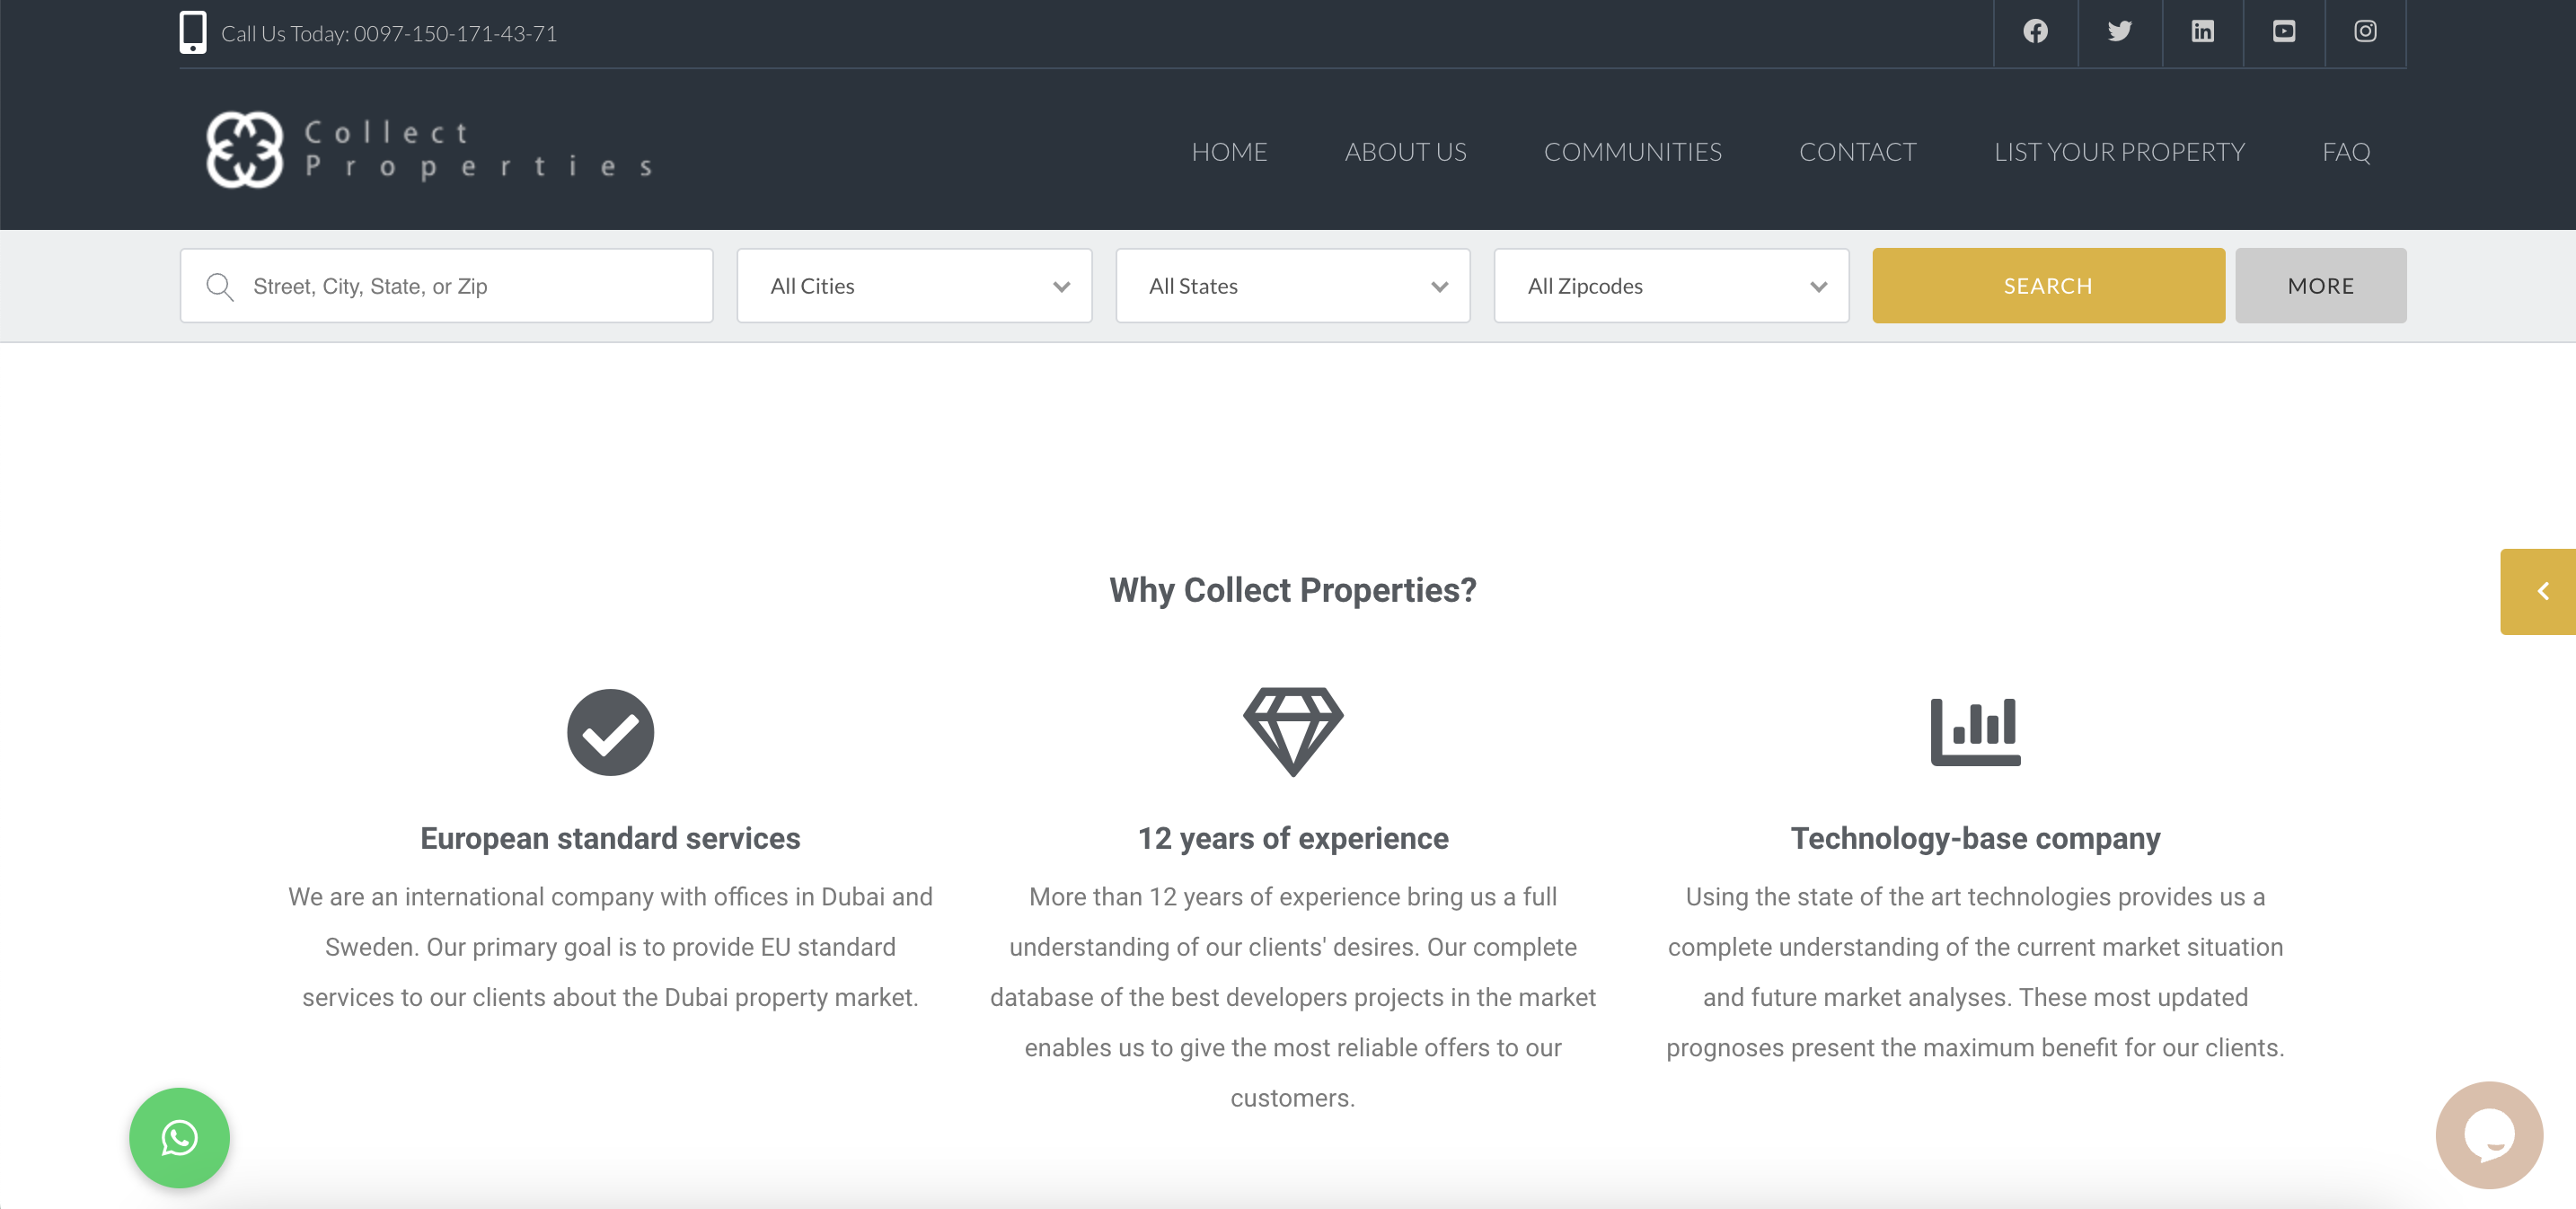 Call Us Today: 0097-150-171-43-71
Collect
Properties
HOME ABOUT US COMMUNITIES CONTACT LIST YOUR PROPERTY FAQ
Street, City, State, or Zip All Cities All States All Zipcodes SEARCH MORE
Why Collect Properties?
European standard services
We are an international company with offices in Dubai and
Sweden. Our primary goal is to provide EU standard
services to our clients about the Dubai property market.
12 years of experience
More than 12 years of experience bring us a full
understanding of our clients' desires. Our complete
database of the best developers projects in the market
enables us to give the most reliable offers to our
customers.
Technology-base company
Using the state of the art technologies provides us a
complete understanding of the current market situation
and future market analyses. These most updated
prognoses present the maximum benefit for our clients.